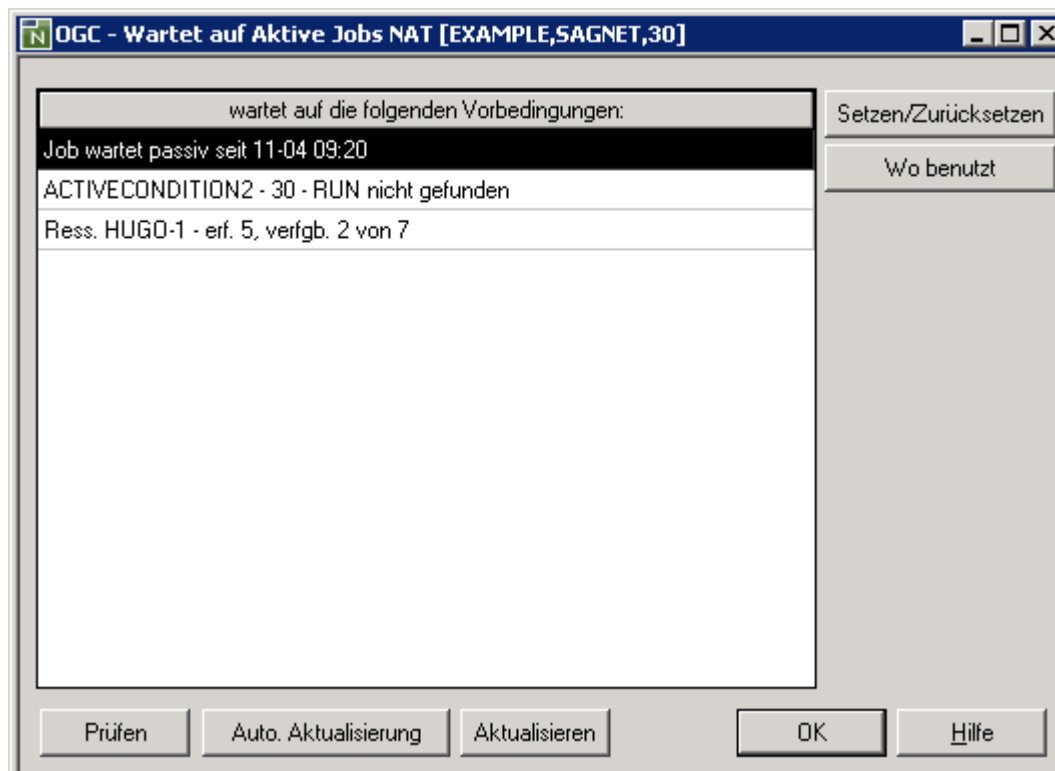 OGC - Wartet auf Aktive Jobs NAT [EXAMPLE,SAGNET,30]
wartet auf die folgenden Vorbedingungen:
Setzen/Zurücksetzen
Job wartet passiv seit 11-04 09:20
Wo benutzt
ACTIVECONDITION2 - 30 - RUN nicht gefunden
Ress. HUGO-1 - erf. 5, verfgb. 2 von 7
Prüfen Auto. Aktualisierung Aktualisieren OK Hilfe